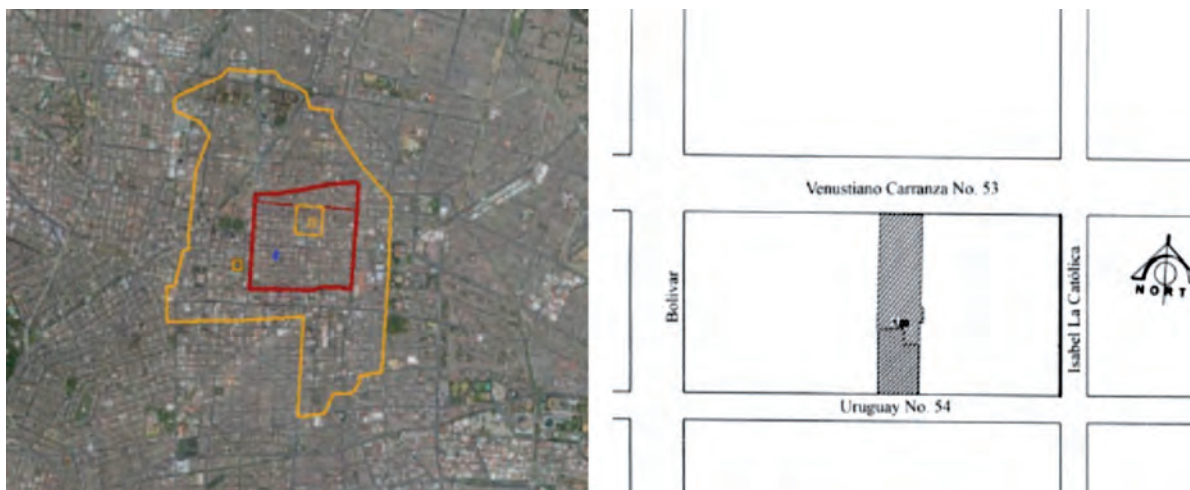 Venustiano Carranza No. 53
Bolivar
Isabel La Católica
NORT
Uruguay No. 54